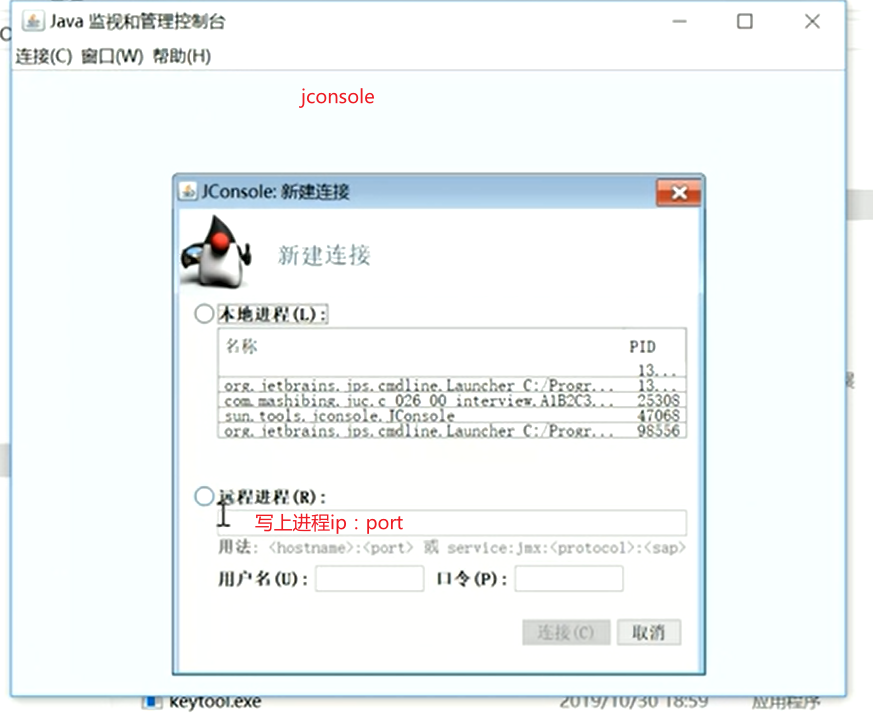 Java 监视和管理控制台
连接(C) 窗口(W) 帮助(H)
jconsole
JConsole: 新建连接
新建连接
本地进程(L):
名称 PID
13...
org.jetbrains.jps.cmdline.Launcher C:/Progr... 13...
com.mashibing.juc.c_026_00_interview.A1B2C3... 25308
sun.tools.jconsole.JConsole 47068
org.jetbrains.jps.cmdline.Launcher C:/Progr... 98556
远程进程(R):
写上进程ip：port
用法: <hostname>:<port> 或 service:jmx:<protocol>:<sap>
用户名(U): 口令(P):
连接(C) 取消
keytool.exe 2019/10/30 18:59 应用程序